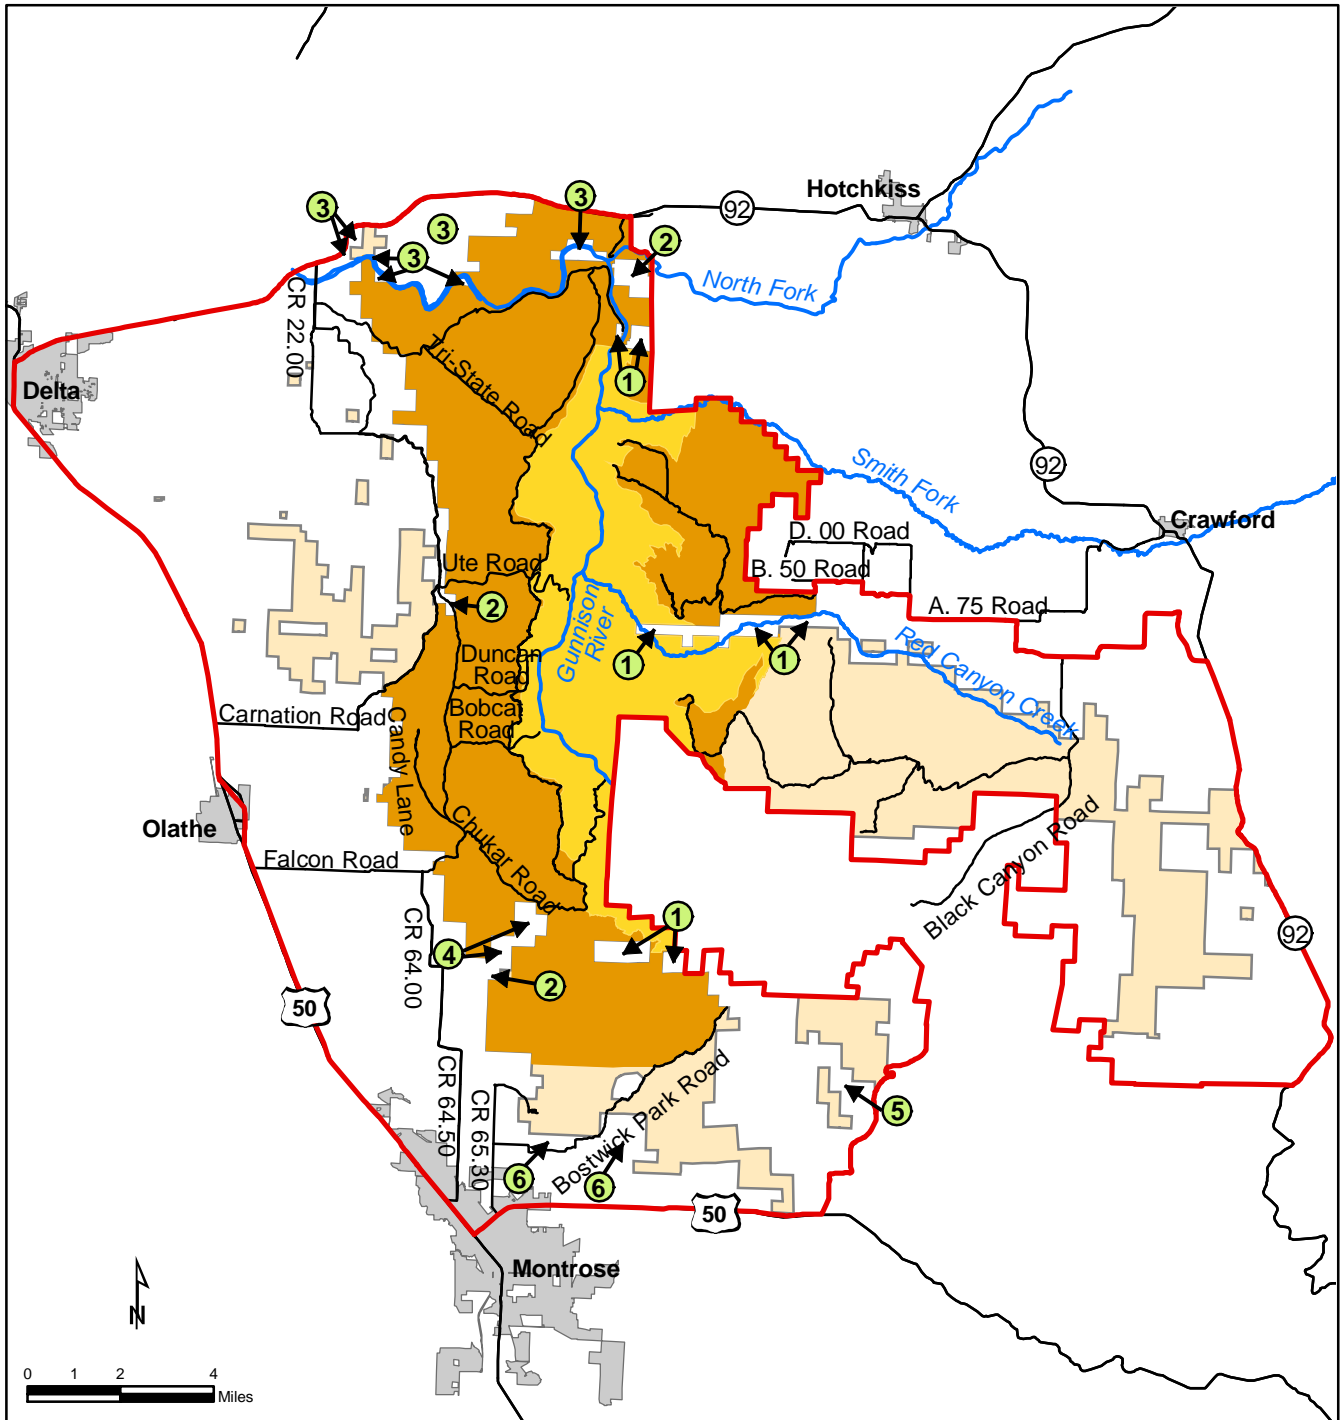 Hotchkiss
92
3
3
3
2
3
North Fork
CR 22.00
Tri-State Road
Delta
1
Smith Fork
92
Crawford
D. 00 Road
Ute Road
B. 50 Road
2
A. 75 Road
Gunnison
River
1
1
Red Canyon Creek
Duncan
Road
Carnation Road
Candy Lane
Bobcat
Road
Olathe
Chukar Road
Black Canyon Road
Falcon Road
CR 64.00
1
92
4
2
50
CR 64.50
CR 65.30
Bostwick Park Road
5
6
6
50
Montrose
N
0 1 2 4
Miles